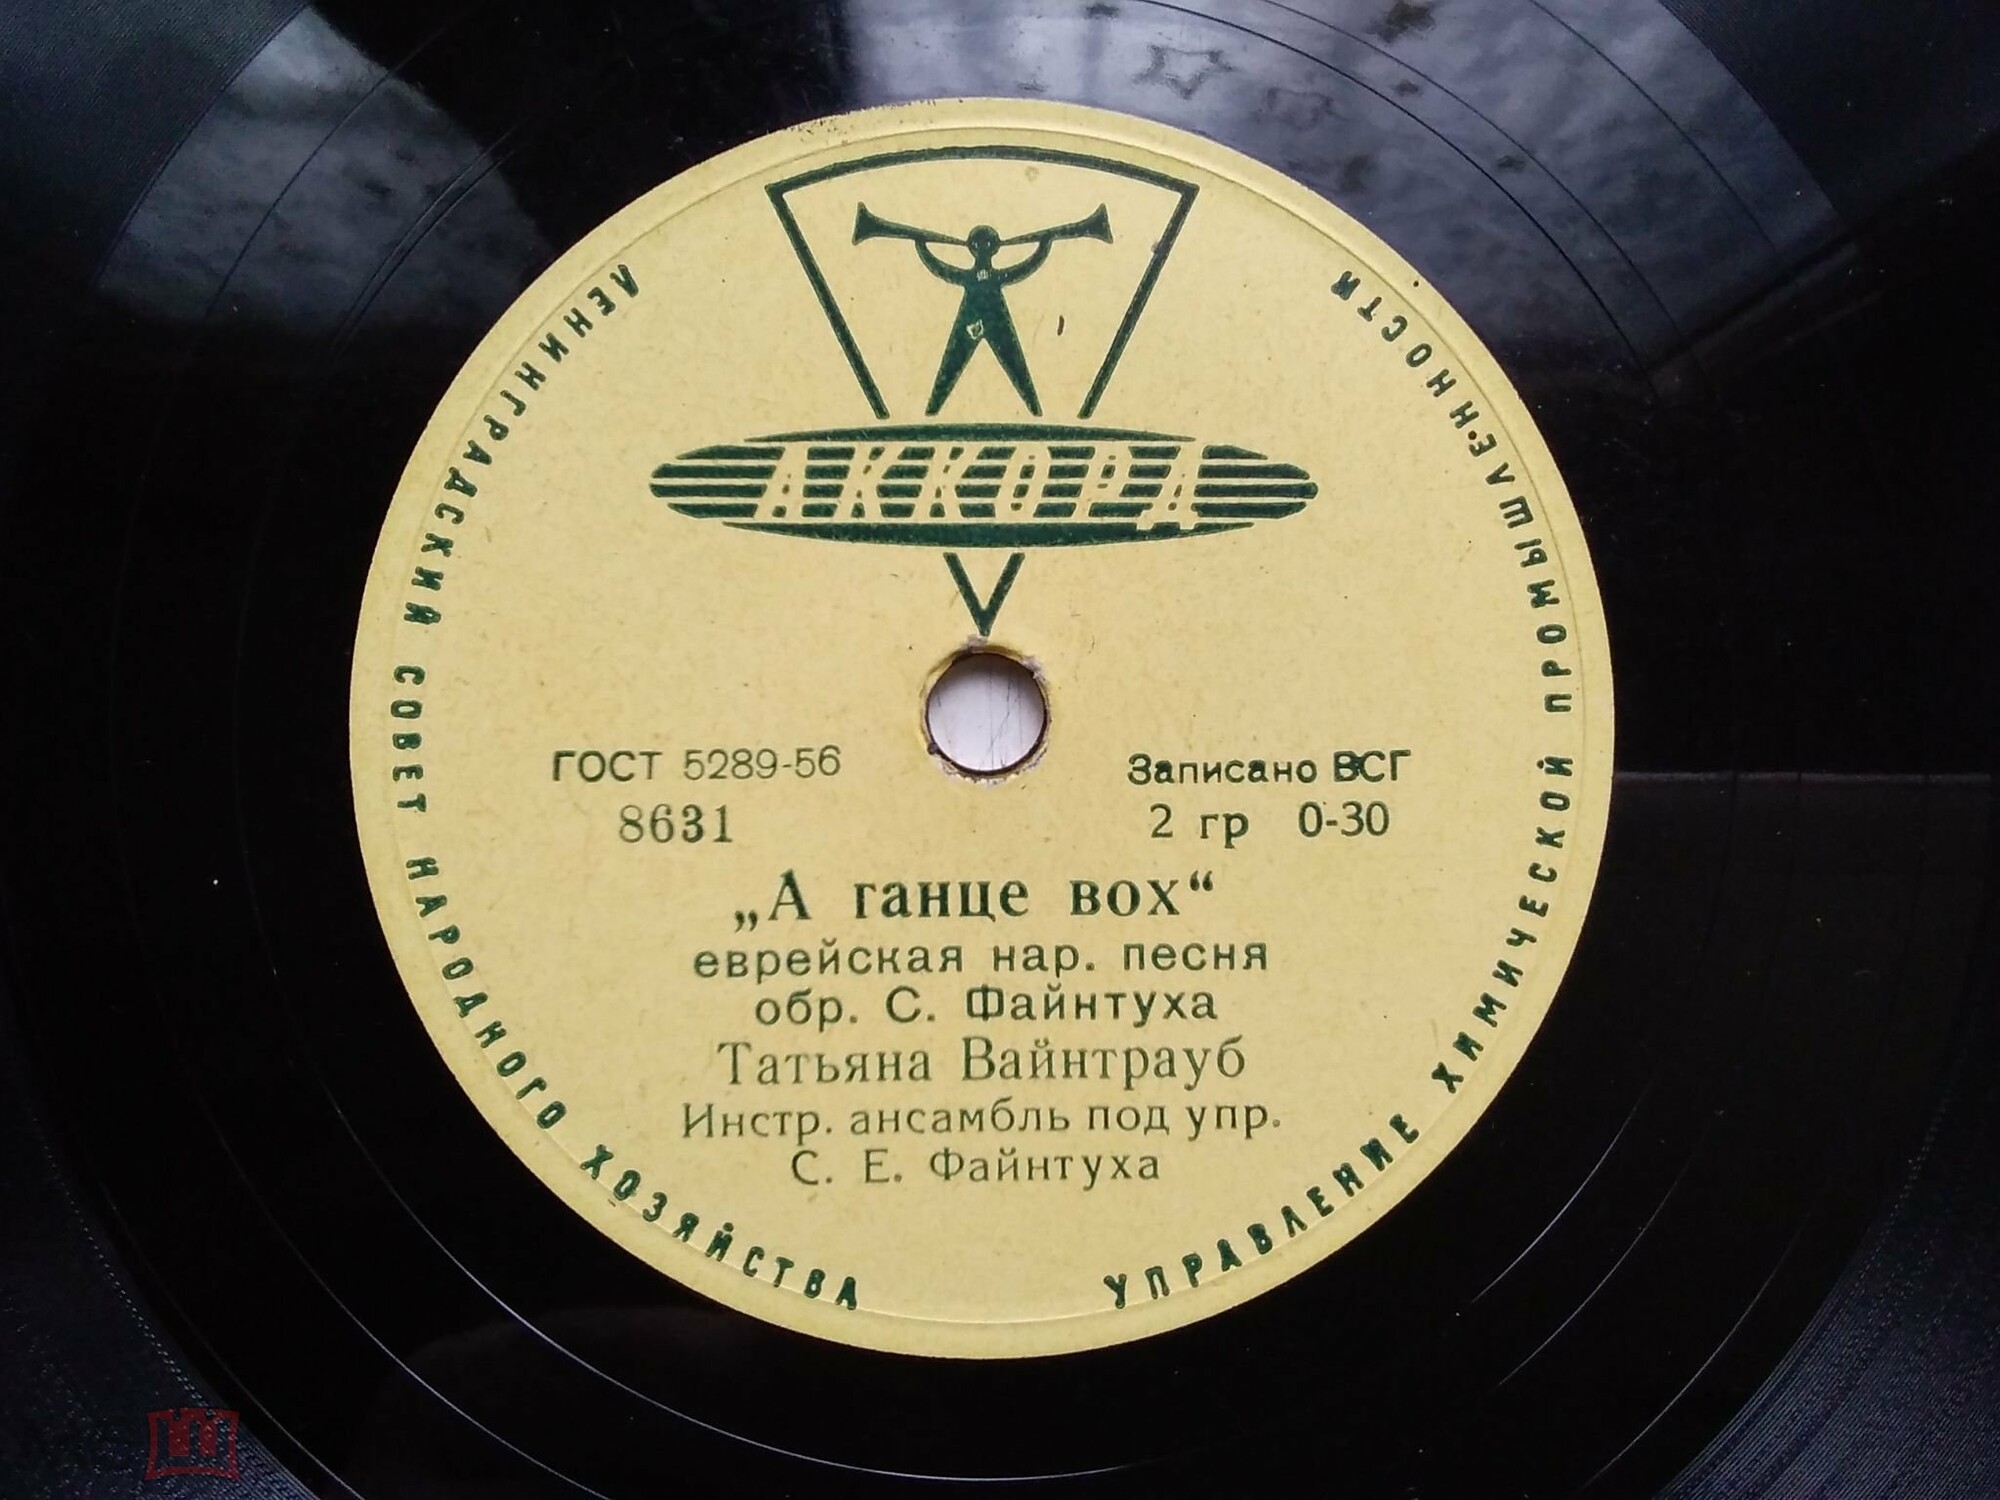 ЛЕНИНГРАДСКИЙ СОВЕТ НАРОДНОГО ХОЗЯЙСТВА
УПРАВЛЕНИЕ ХИМИЧЕСКОЙ ПРОМЫШЛЕННОСТИ
АККОРД
ГОСТ 5289-56
Записано ВСГ
8631
2 гр 0-30
„А ганце вох“
еврейская нар. песня
обр. С. Файнтуха
Татьяна Вайнтрауб
Инстр. ансамбль под упр.
С. Е. Файнтуха